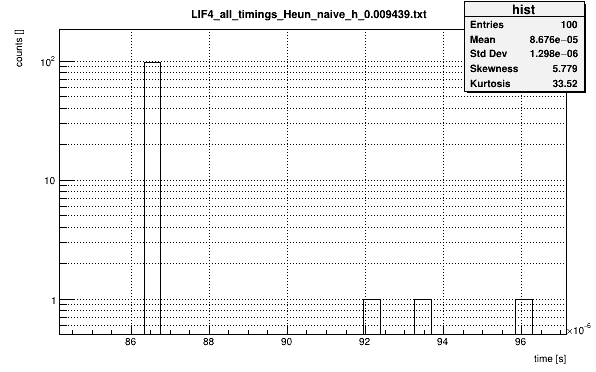 LIF4_all_timings_Heun_naive_h_0.009439.txt
hist
Entries 100
Mean 8.676e−05
Std Dev 1.298e−06
Skewness 5.779
Kurtosis 33.52
counts []
10²
10
1
86 88 90 92 94 96
×10⁻⁶
time [s]